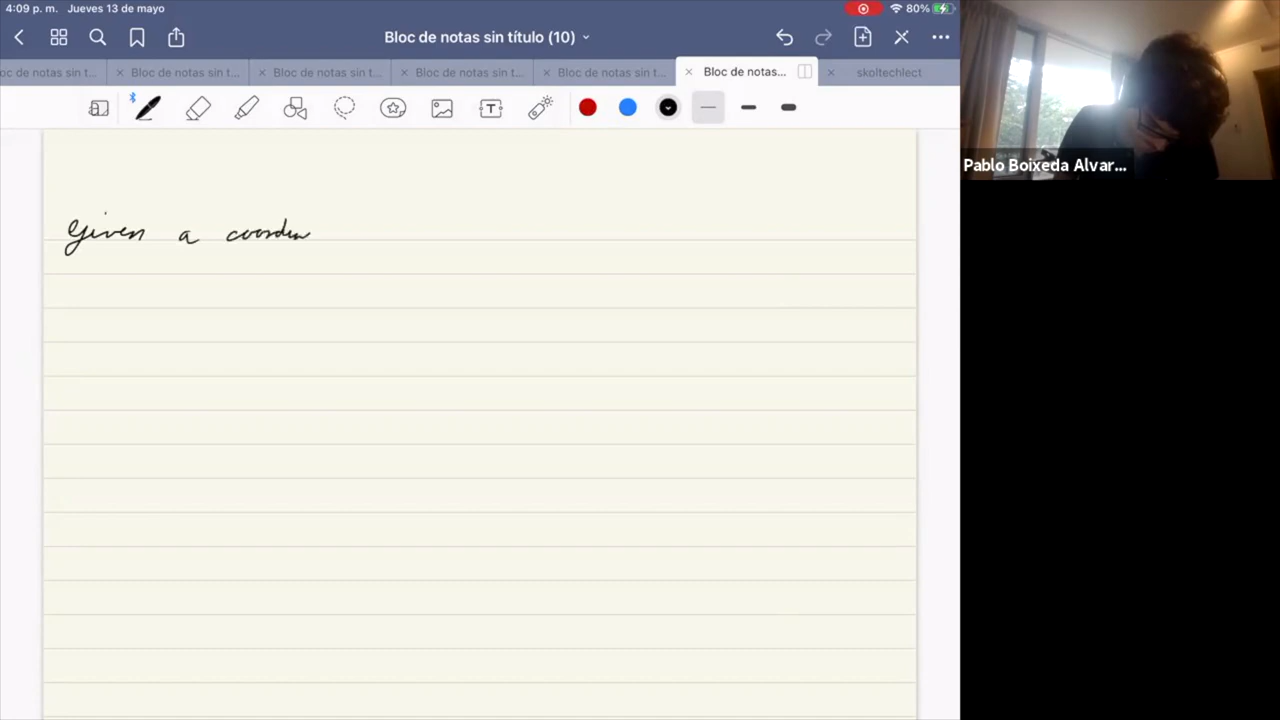 4:09 p. m. Jueves 13 de mayo
80%
Bloc de notas sin título (10)
oc de notas sin t...
Bloc de notas sin t...
Bloc de notas sin t...
Bloc de notas sin t...
Bloc de notas sin t...
Bloc de notas...
skoltechlect
T
Pablo Boixeda Alvar...
Given a coordin